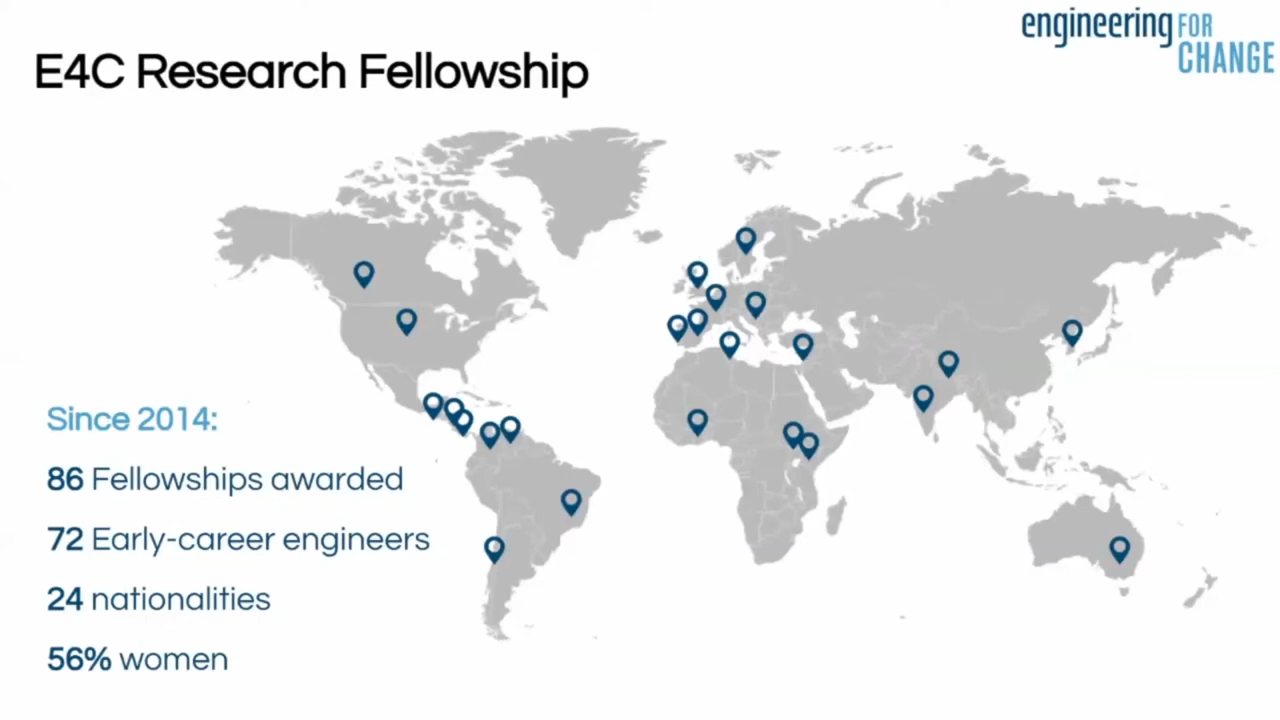 engineering FOR
CHANGE
E4C Research Fellowship
Since 2014:
86 Fellowships awarded
72 Early-career engineers
24 nationalities
56% women